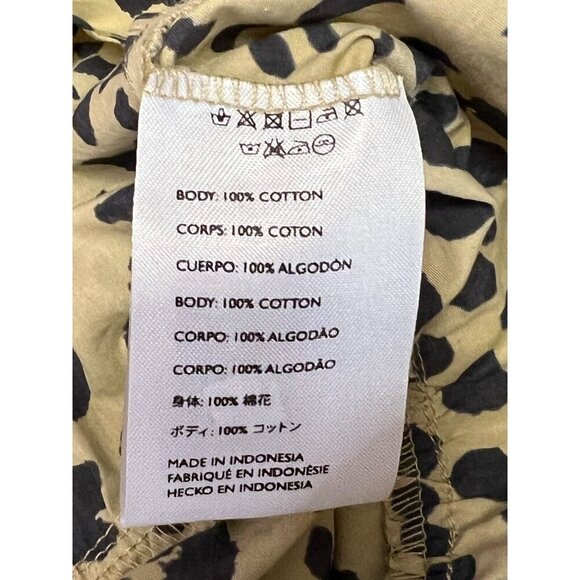 BODY: 100% COTTON
CORPS: 100% COTON
CUERPO: 100% ALGODÓN
BODY: 100% COTTON
CORPO: 100% ALGODÃO
CORPO: 100% ALGODÃO
身体: 100% 棉花
ボディ: 100% コットン
MADE IN INDONESIA
FABRIQUÉ EN INDONÉSIE
HECKO EN INDONESIA